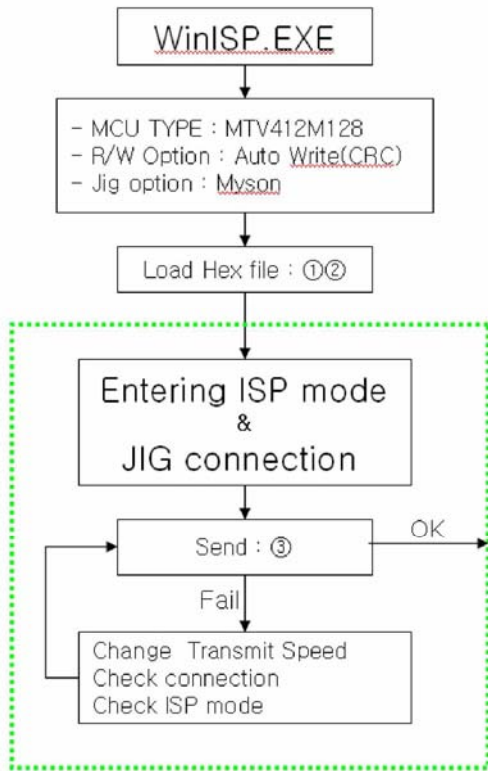 WinISP.EXE
- MCU TYPE : MTV412M128
- R/W Option : Auto Write(CRC)
- Jig option : Myson
Load Hex file : ①②
Entering ISP mode
&
JIG connection
Send : ③
OK
Fail
Change Transmit Speed
Check connection
Check ISP mode